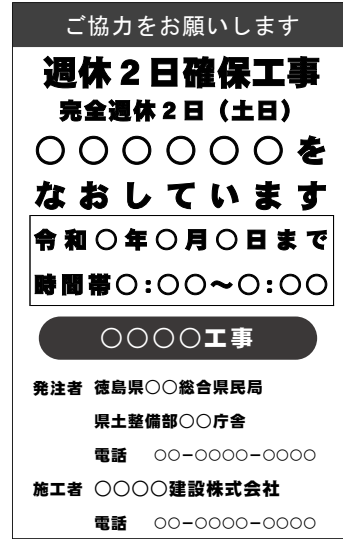 ご協力をお願いします
週休２日確保工事
完全週休２日（土日）
○○○○○○を
なおしています
令和○年○月○日まで
時間帯○:○○～○:○○
○○○○工事
発注者 徳島県○○総合県民局
県土整備部○○庁舎
電話 ○○−○○○○−○○○○
施工者 ○○○○建設株式会社
電話 ○○−○○○○−○○○○